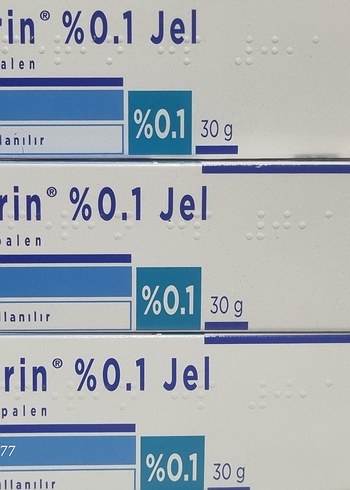 rin® %0.1 Jel
palen
%0.1
30 g
llanılır
rin® %0.1 Jel
palen
%0.1
30 g
llanılır
rin® %0.1 Jel
palen
77
%0.1
30 g
llanılır